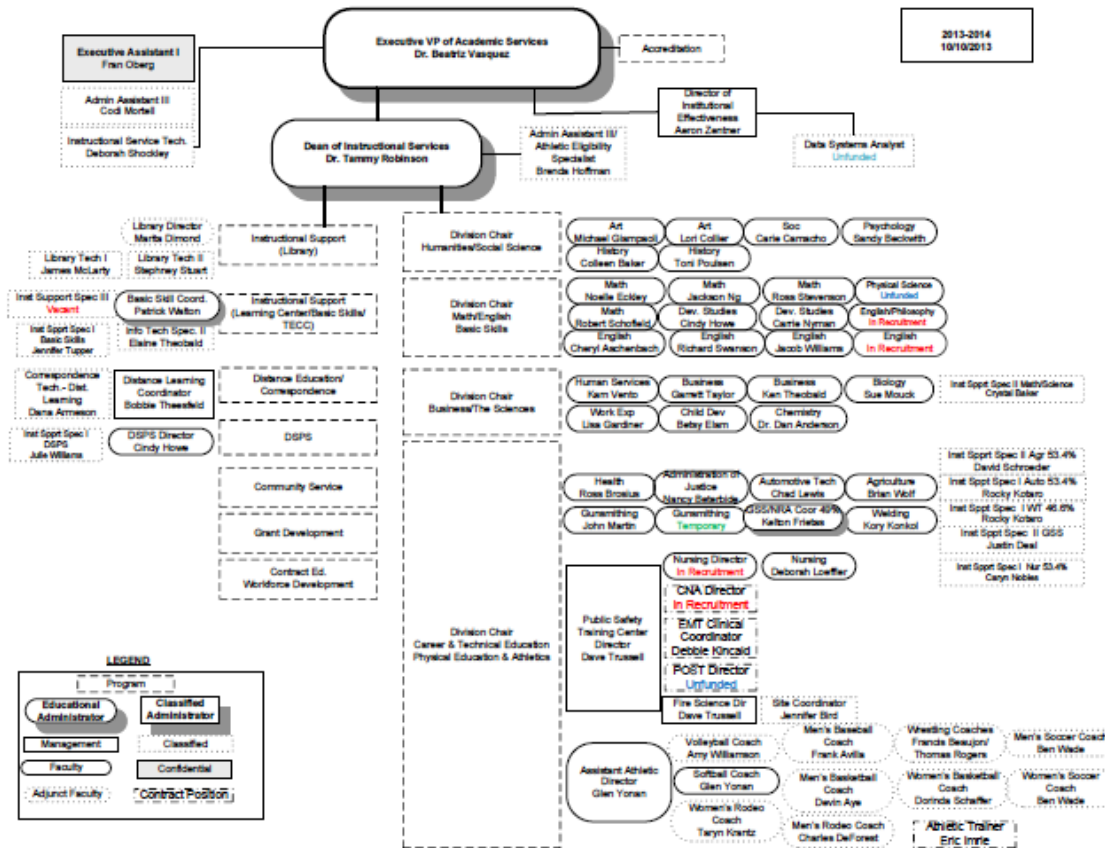 Executive VP of Academic Services
Dr. Beatriz Vasquez
2013-2014
10/10/2013
Executive Assistant I
Fran Oberg
Accreditation
Admin Assistant III
Codi Mortell
Instructional Service Tech.
Deborah Shockley
Director of
Institutional
Effectiveness
Aeron Zentner
Data Systems Analyst
Unfunded
Dean of Instructional Services
Dr. Tammy Robinson
Admin Assistant III/
Athletic Eligibility
Specialist
Brenda Hoffman
Library Director
Marita Dimond
Library Tech I
James McLarty
Library Tech II
Stephney Stuart
Instructional Support
(Library)
Inst Support Spec III
Vacant
Basic Skill Coord.
Patrick Walton
Inst Spprt Spec I
Basic Skills
Jennifer Tupper
Info Tech Spec. II
Elaine Theobald
Instructional Support
(Learning Center/Basic Skills/
TECC)
Correspondence
Tech.- Dist.
Learning
Dana Armeson
Distance Learning
Coordinator
Bobbie Theesfeld
Distance Education/
Correspondence
Inst Spprt Spec I
DSPS
Julie Williams
DSPS Director
Cindy Howe
DSPS
Community Service
Grant Development
Contract Ed.
Workforce Development
Division Chair
Humanities/Social Science
Art
Michael Giampaoli
Art
Lori Collier
Soc
Carie Camacho
Psychology
Sandy Beckwith
History
Colleen Baker
History
Toni Poulsen
Division Chair
Math/English
Basic Skills
Math
Noelle Eckley
Math
Jackson Ng
Math
Ross Stevenson
Physical Science
Unfunded
Math
Robert Schofield
Dev. Studies
Cindy Howe
Dev. Studies
Carrie Nyman
English/Philosophy
In Recruitment
English
Cheryl Aschenbach
English
Richard Swanson
English
Jacob Williams
English
In Recruitment
Division Chair
Business/The Sciences
Human Services
Kam Vento
Business
Garrett Taylor
Business
Ken Theobald
Biology
Sue Mouck
Inst Spprt Spec II Math/Science
Crystal Baker
Work Exp
Lisa Gardiner
Child Dev
Betsy Elam
Chemistry
Dr. Dan Anderson
Division Chair
Career & Technical Education
Physical Education & Athletics
Health
Ross Brosius
Administration of
Justice
Nancy Beterbide
Automotive Tech
Chad Lewis
Agriculture
Brian Wolf
Gunsmithing
John Martin
Gunsmithing
Temporary
GSS/NRA Coor 49%
Kelton Frietas
Welding
Kory Konkol
Inst Spprt Spec II Agr 53.4%
David Schroeder
Inst Spprt Spec I Auto 53.4%
Rocky Kotaro
Inst Spprt Spec I WT 46.6%
Rocky Kotaro
Inst Spprt Spec II GSS
Justin Deal
Inst Spprt Spec I Nur 53.4%
Caryn Nobles
Nursing Director
In Recruitment
Nursing
Deborah Loeffler
CNA Director
In Recruitment
EMT Clinical
Coordinator
Debbie Kincaid
POST Director
Unfunded
Public Safety
Training Center
Director
Dave Trussell
Fire Science Dir
Dave Trussell
Site Coordinator
Jennifer Bird
Assistant Athletic
Director
Glen Yonan
Volleyball Coach
Amy Williamson
Men's Baseball
Coach
Frank Avilla
Wrestling Coaches
Francis Beaujon/
Thomas Rogers
Men's Soccer Coach
Ben Wade
Softball Coach
Glen Yonan
Men's Basketball
Coach
Davin Aye
Women's Basketball
Coach
Dorinda Schaffer
Women's Soccer
Coach
Ben Wade
Women's Rodeo
Coach
Taryn Krantz
Men's Rodeo Coach
Charles DeForest
Athletic Trainer
Eric Imrie
LEGEND
Program
Educational
Administrator
Classified
Administrator
Management
Classified
Faculty
Confidential
Adjunct Faculty
Contract Position